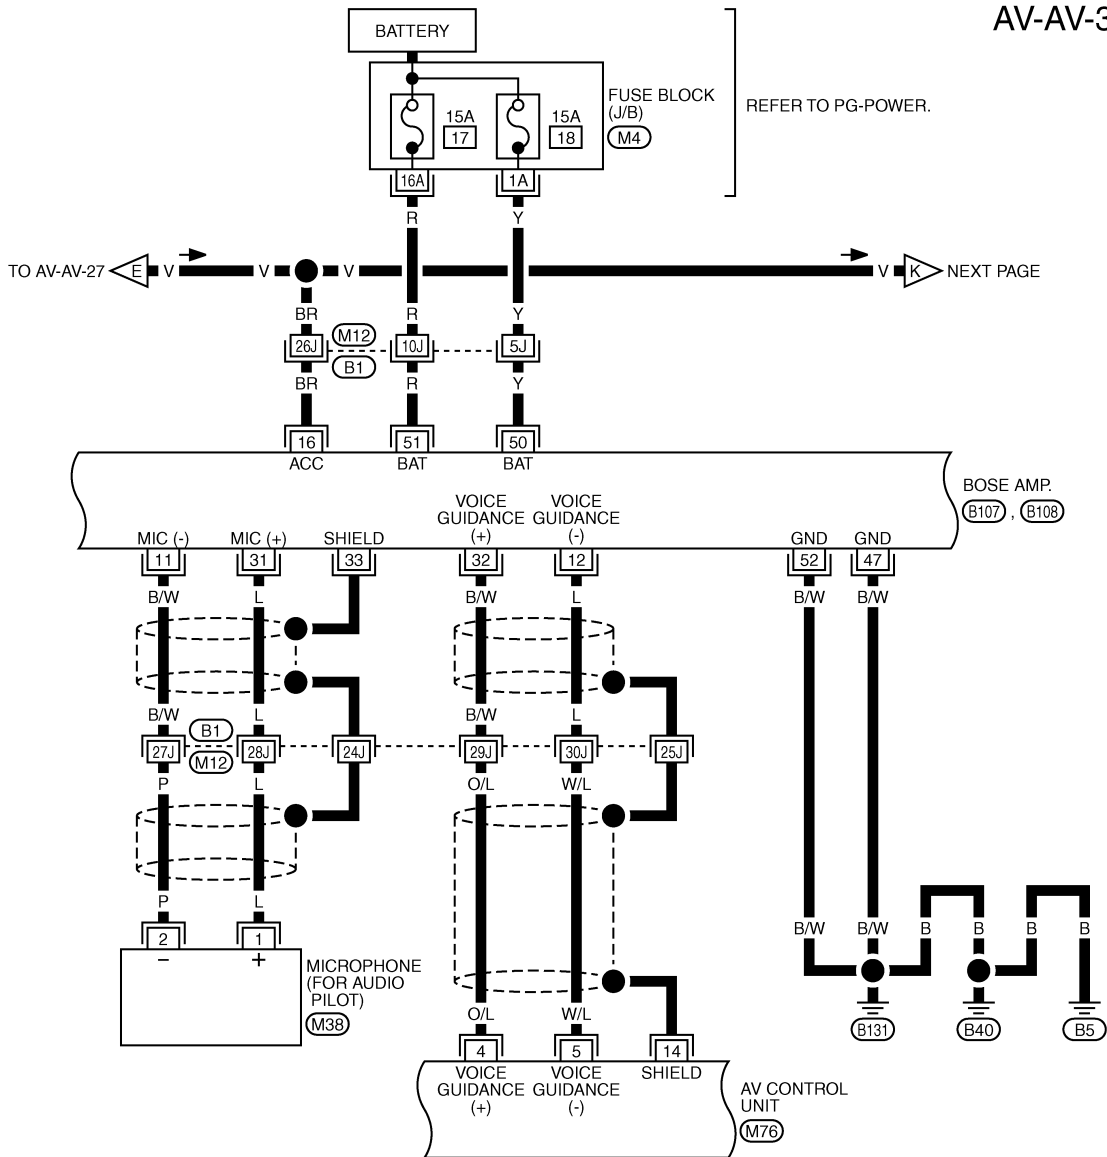 AV-AV-3
BATTERY
FUSE BLOCK
(J/B)
M4
REFER TO PG-POWER.
15A
17
15A
18
16A
1A
R
Y
TO AV-AV-27
E
V
V
V
V
K
NEXT PAGE
BR
R
Y
M12
26J
10J
5J
B1
BR
R
Y
16
51
50
ACC
BAT
BAT
BOSE AMP.
B107 , B108
VOICE GUIDANCE (+)
VOICE GUIDANCE (-)
MIC (-)
MIC (+)
SHIELD
GND
GND
11
31
33
32
12
52
47
B/W
L
B/W
L
B/W
B/W
B/W
L
B/W
L
B1
27J
28J
24J
29J
30J
25J
M12
P
L
O/L
W/L
P
L
B/W
B/W
B
B
B
B
2
1
-
+
MICROPHONE
(FOR AUDIO
PILOT)
M38
O/L
W/L
B131
B40
B5
4
5
14
VOICE GUIDANCE (+)
VOICE GUIDANCE (-)
SHIELD
AV CONTROL
UNIT
M76